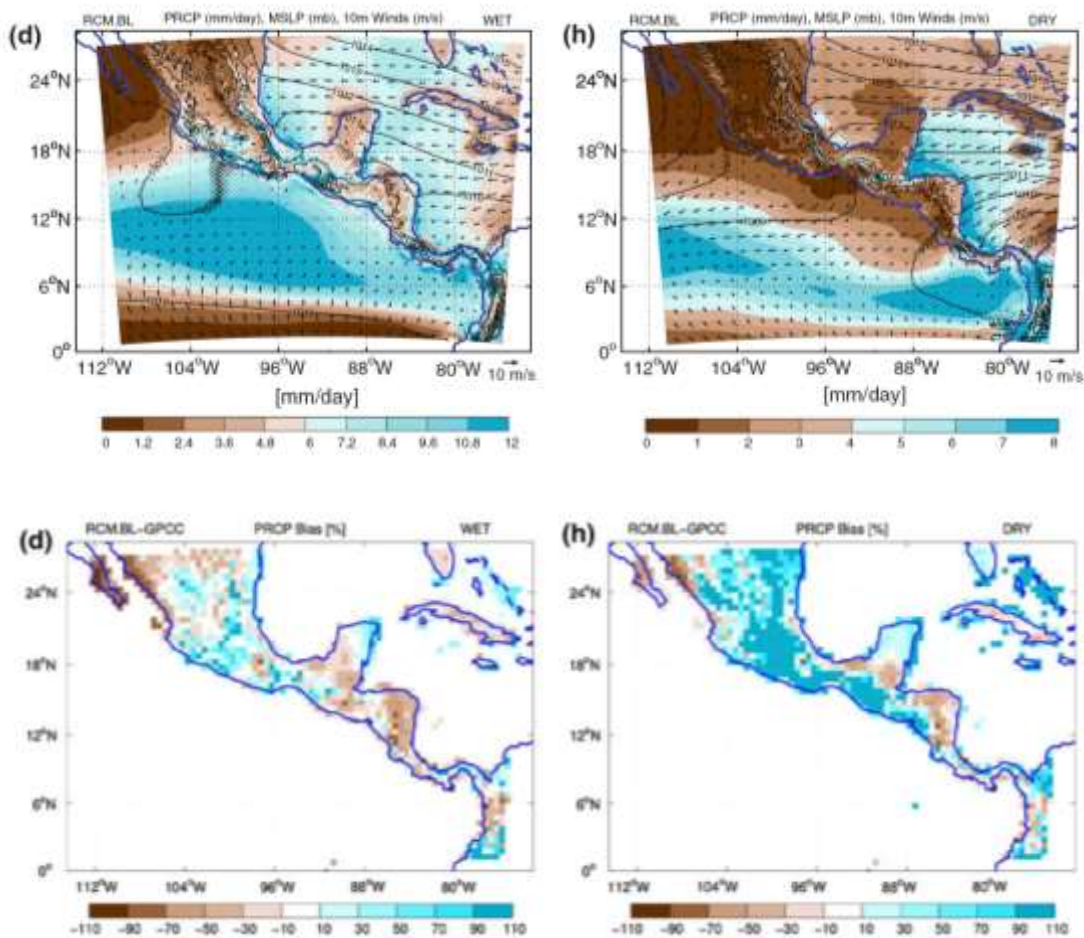 (d) RCM.BL PRCP (mm/day), MSLP (mb), 10m Winds (m/s) WET
24°N
18°N
12°N
6°N
0°
112°W 104°W 96°W 88°W 80°W
10 m/s
[mm/day]
0 1.2 2.4 3.6 4.8 6 7.2 8.4 9.6 10.8 12
(h) RCM.BL PRCP (mm/day), MSLP (mb), 10m Winds (m/s) DRY
24°N
18°N
12°N
6°N
0°
112°W 104°W 96°W 88°W 80°W
10 m/s
[mm/day]
0 1 2 3 4 5 6 7 8
(d) RCM.BL-GPCC PRCP Bias [%] WET
24°N
18°N
12°N
6°N
0°
112°W 104°W 96°W 88°W 80°W
-110 -90 -70 -50 -30 -10 10 30 50 70 90 110
(h) RCM.BL-GPCC PRCP Bias [%] DRY
24°N
18°N
12°N
6°N
0°
112°W 104°W 96°W 88°W 80°W
-110 -90 -70 -50 -30 -10 10 30 50 70 90 110